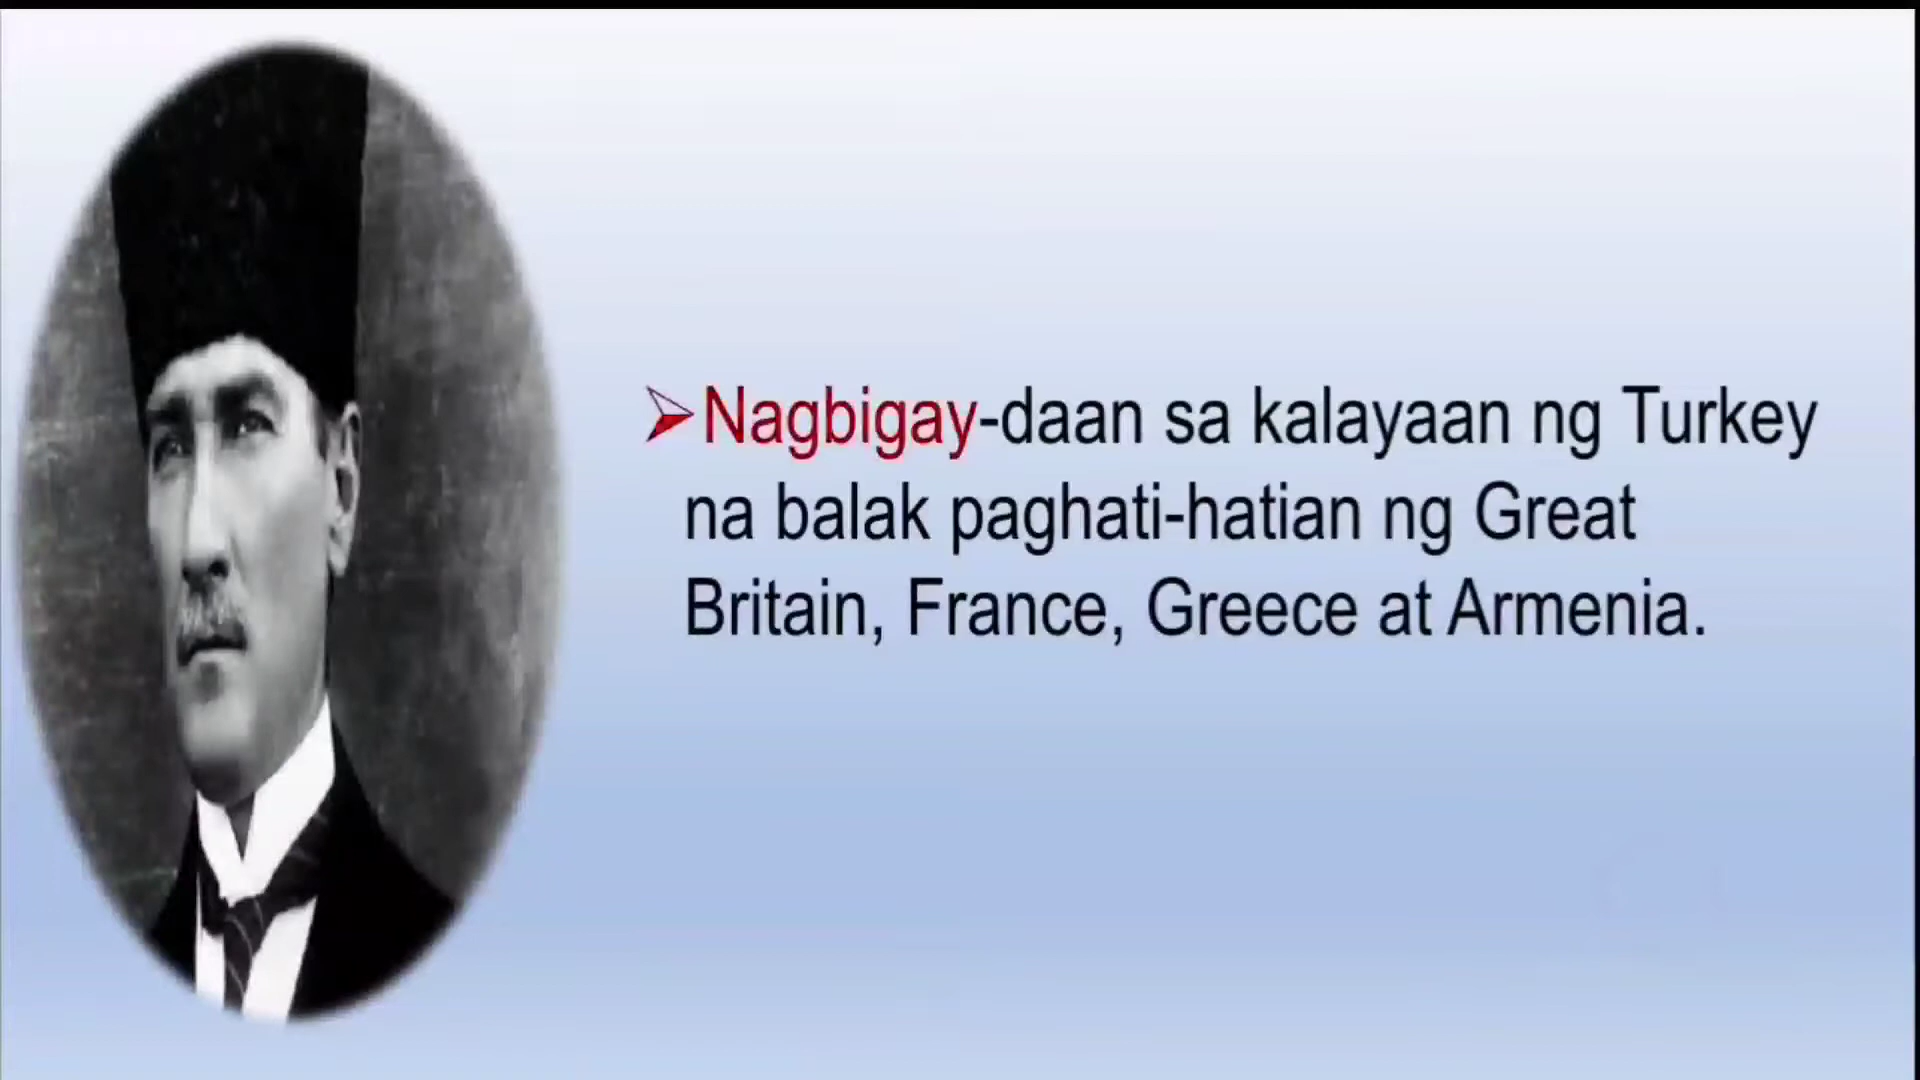 Nagbigay-daan sa kalayaan ng Turkey
na balak paghati-hatian ng Great
Britain, France, Greece at Armenia.